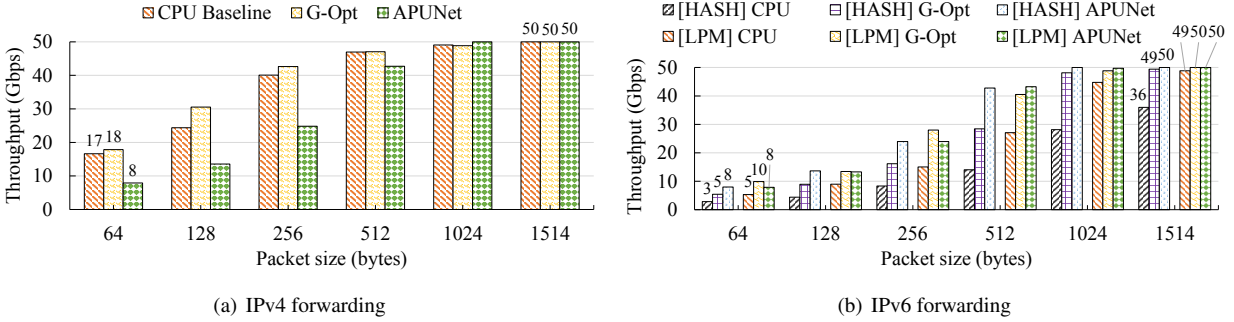 CPU Baseline G-Opt APUNet
Throughput (Gbps)
50
40
30
20
10
0
17 18 8
50 50 50
64 128 256 512 1024 1514
Packet size (bytes)
(a) IPv4 forwarding
[HASH] CPU [HASH] G-Opt [HASH] APUNet
[LPM] CPU [LPM] G-Opt [LPM] APUNet
Throughput (Gbps)
50
40
30
20
10
0
3 5 8 5 10 8
36 49 50 49 50 50
64 128 256 512 1024 1514
Packet size (bytes)
(b) IPv6 forwarding